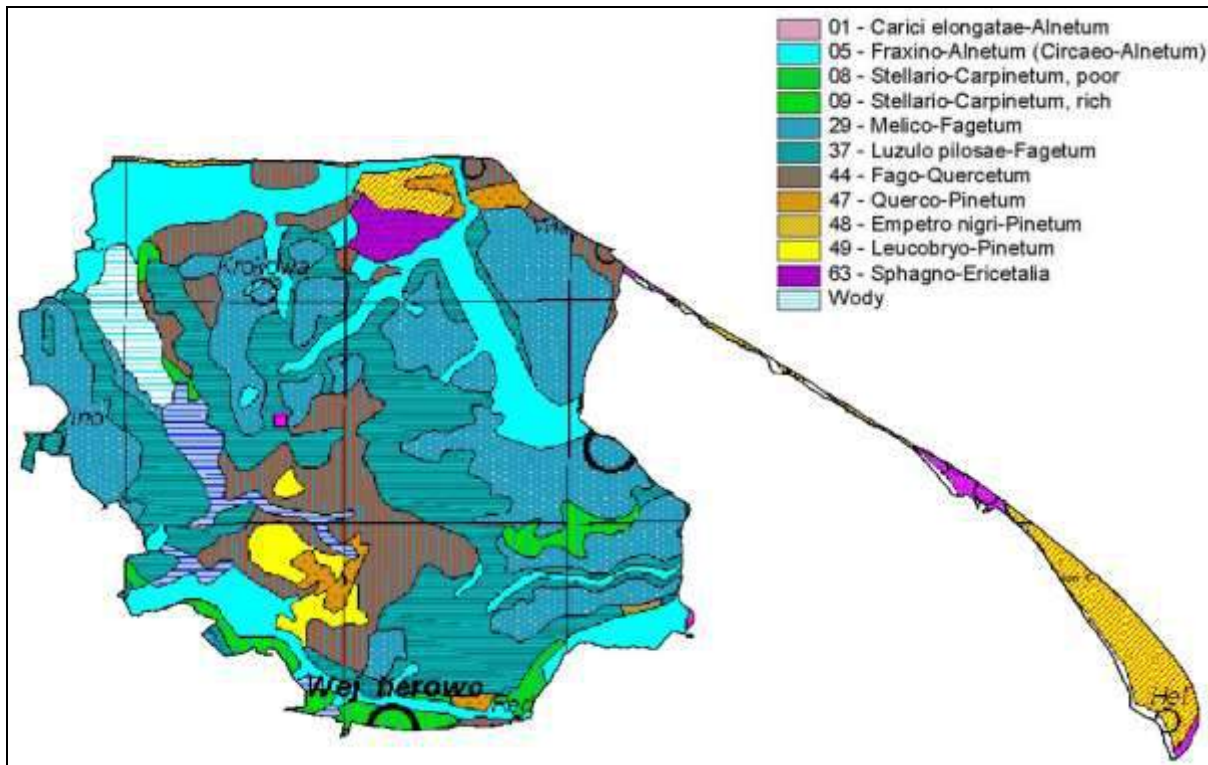 01 - Carici elongatae-Alnetum
05 - Fraxino-Alnetum (Circaeo-Alnetum)
08 - Stellario-Carpinetum, poor
09 - Stellario-Carpinetum, rich
29 - Melico-Fagetum
37 - Luzulo pilosae-Fagetum
44 - Fago-Quercetum
47 - Querco-Pinetum
48 - Empetro nigri-Pinetum
49 - Leucobryo-Pinetum
63 - Sphagno-Ericetalia
Wody
Wej herowo
Hel